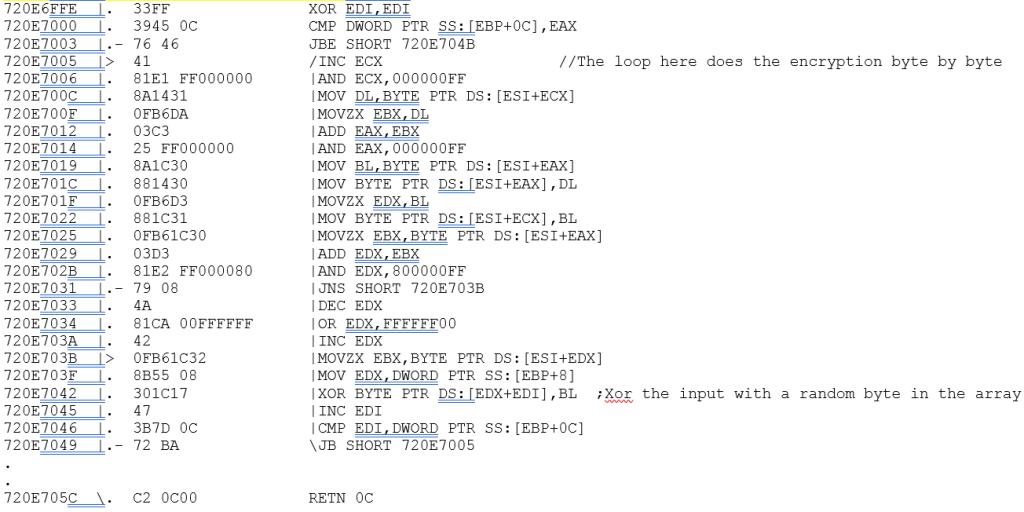 720E6FFE |. 33FF XOR EDI,EDI
720E7000 |. 3945 0C CMP DWORD PTR SS:[EBP+0C],EAX
720E7003 |.- 76 46 JBE SHORT 720E704B
720E7005 |> 41 /INC ECX //The loop here does the encryption byte by byte
720E7006 |. 81E1 FF000000 |AND ECX,000000FF
720E700C |. 8A1431 |MOV DL,BYTE PTR DS:[ESI+ECX]
720E700F |. 0FB6DA |MOVZX EBX,DL
720E7012 |. 03C3 |ADD EAX,EBX
720E7014 |. 25 FF000000 |AND EAX,000000FF
720E7019 |. 8A1C30 |MOV BL,BYTE PTR DS:[ESI+EAX]
720E701C |. 881430 |MOV BYTE PTR DS:[ESI+EAX],DL
720E701F |. 0FB6D3 |MOVZX EDX,BL
720E7022 |. 881C31 |MOV BYTE PTR DS:[ESI+ECX],BL
720E7025 |. 0FB61C30 |MOVZX EBX,BYTE PTR DS:[ESI+EAX]
720E7029 |. 03D3 |ADD EDX,EBX
720E702B |. 81E2 FF000080 |AND EDX,800000FF
720E7031 |.- 79 08 |JNS SHORT 720E703B
720E7033 |. 4A |DEC EDX
720E7034 |. 81CA 00FFFFFF |OR EDX,FFFFFF00
720E703A |. 42 |INC EDX
720E703B |> 0FB61C32 |MOVZX EBX,BYTE PTR DS:[ESI+EDX]
720E703F |. 8B55 08 |MOV EDX,DWORD PTR SS:[EBP+8]
720E7042 |. 301C17 |XOR BYTE PTR DS:[EDX+EDI],BL ;Xor the input with a random byte in the array
720E7045 |. 47 |INC EDI
720E7046 |. 3B7D 0C |CMP EDI,DWORD PTR SS:[EBP+0C]
720E7049 |.- 72 BA \JB SHORT 720E7005
.
.
720E705C \. C2 0C00 RETN 0C